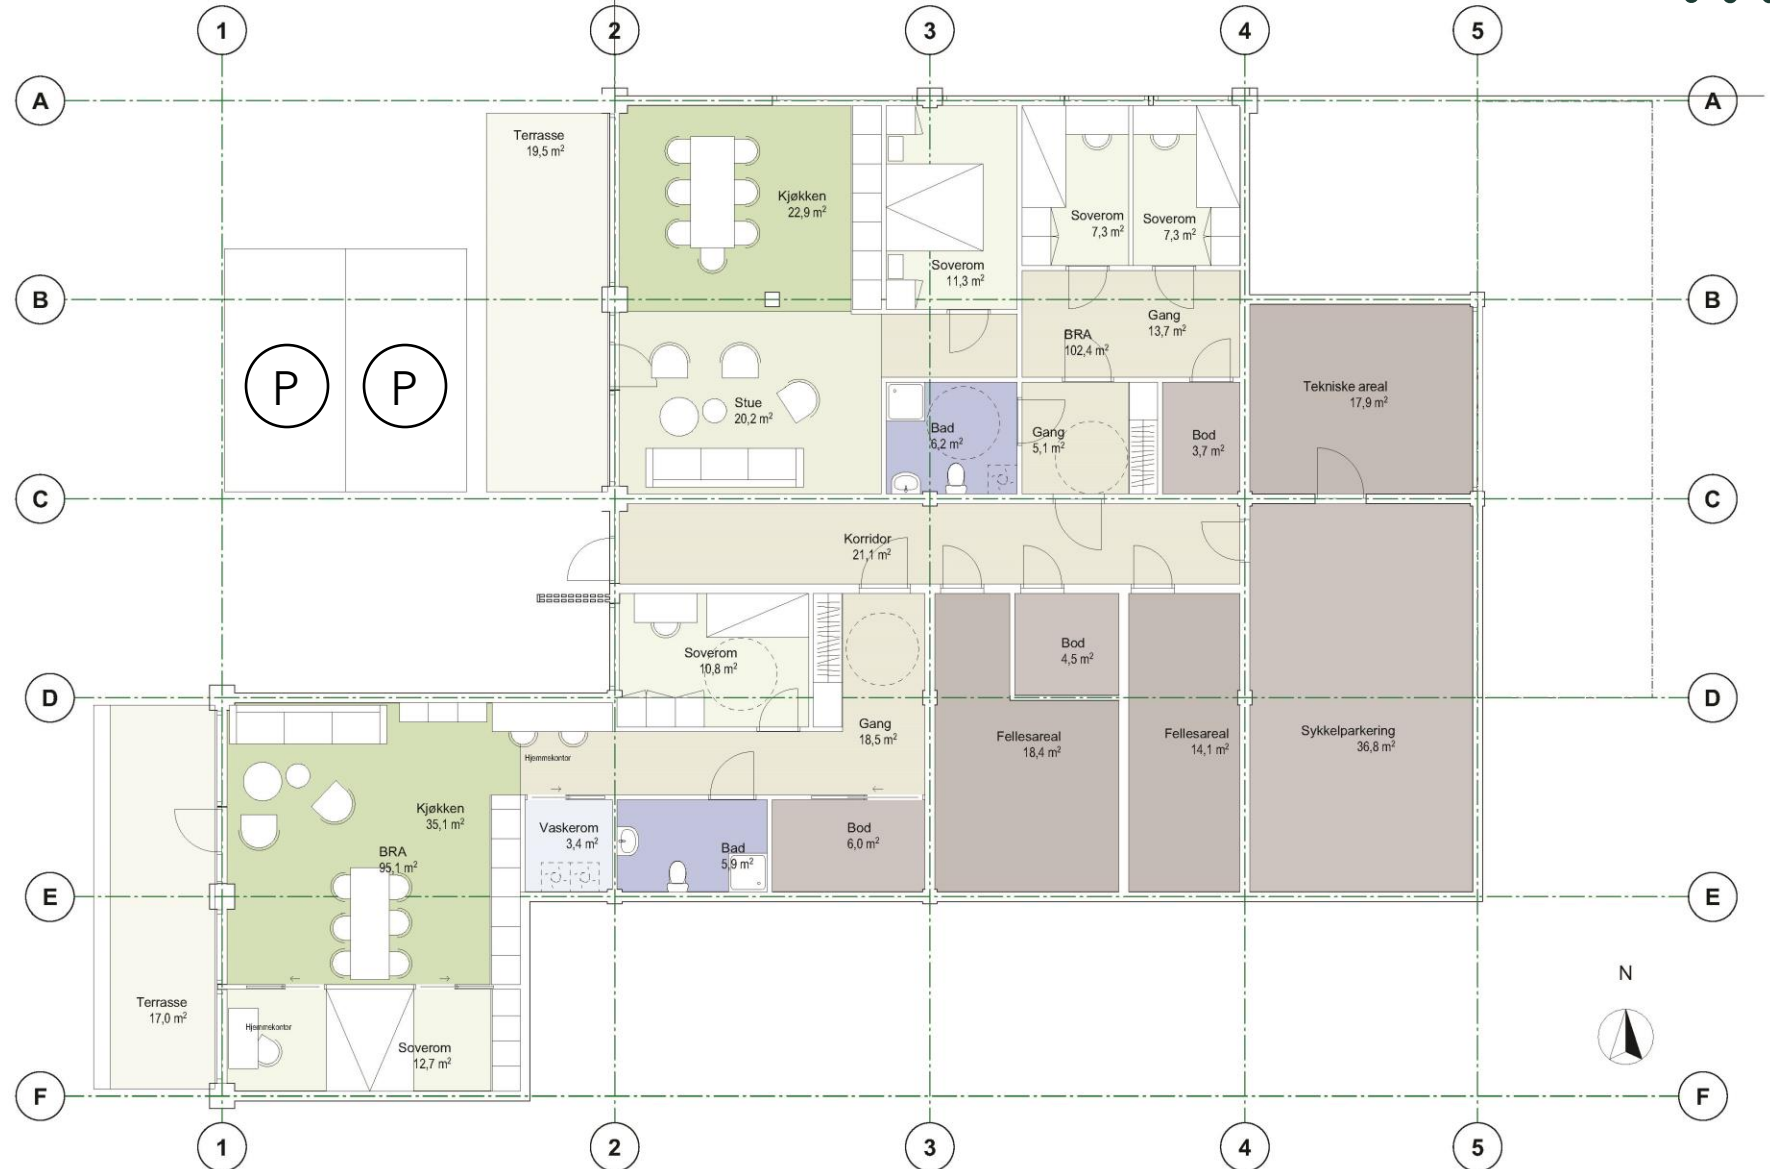 1
2
3
4
5
A
A
Terrasse
19,5 m²
Kjøkken
22,9 m²
Soverom
11,3 m²
Soverom
7,3 m²
Soverom
7,3 m²
B
B
Gang
13,7 m²
BRA
102,4 m²
P
P
Stue
20,2 m²
Bad
6,2 m²
Gang
5,1 m²
Bod
3,7 m²
Tekniske areal
17,9 m²
C
C
Korridor
21,1 m²
Soverom
10,8 m²
Bod
4,5 m²
D
D
Gang
18,5 m²
Fellesareal
18,4 m²
Fellesareal
14,1 m²
Sykkelparkering
36,8 m²
Hjemmekontor
Kjøkken
35,1 m²
BRA
95,1 m²
Vaskerom
3,4 m²
Bad
5,9 m²
Bod
6,0 m²
E
E
Terrasse
17,0 m²
Hjemmekontor
Soverom
12,7 m²
N
F
F
1
2
3
4
5